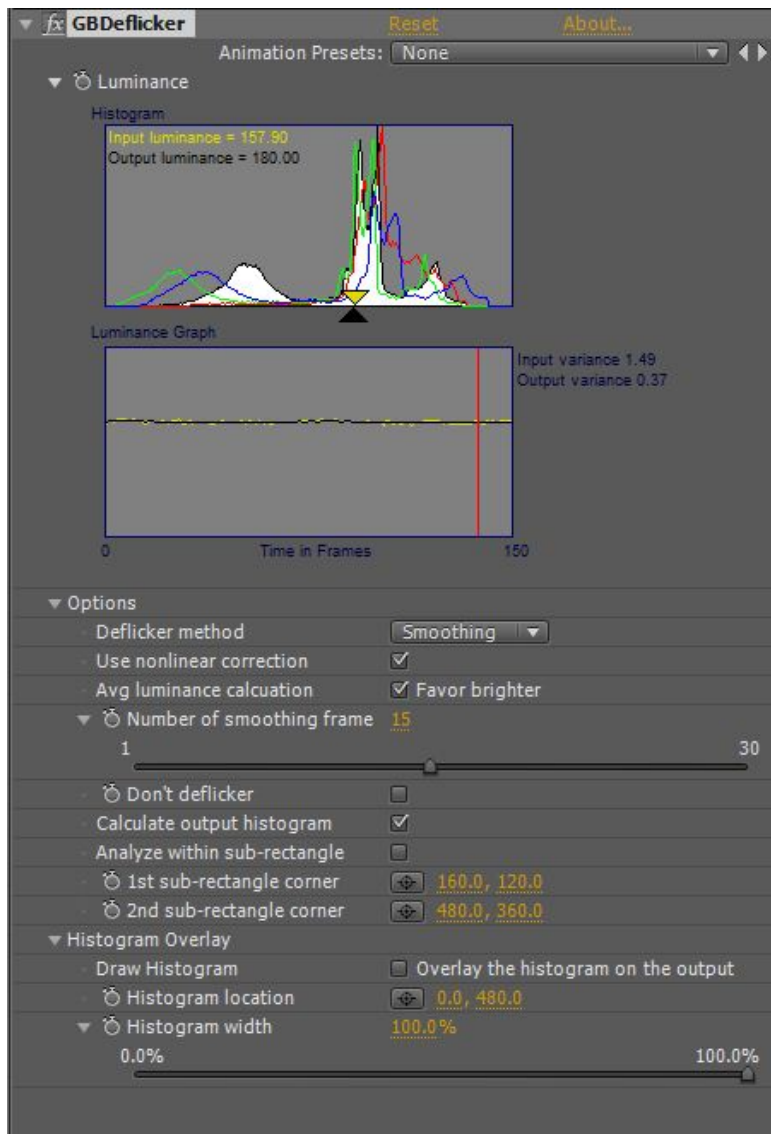 fx GBDeflicker Reset About...
Animation Presets: None
Luminance
Histogram
Input luminance = 157.90
Output luminance = 180.00
Luminance Graph
Input variance 1.49
Output variance 0.37
0 Time in Frames 150
Options
Deflicker method Smoothing
Use nonlinear correction
Avg luminance calcuation Favor brighter
Number of smoothing frame 15
1 30
Don't deflicker
Calculate output histogram
Analyze within sub-rectangle
1st sub-rectangle corner 160.0, 120.0
2nd sub-rectangle corner 480.0, 360.0
Histogram Overlay
Draw Histogram Overlay the histogram on the output
Histogram location 0.0, 480.0
Histogram width 100.0%
0.0% 100.0%